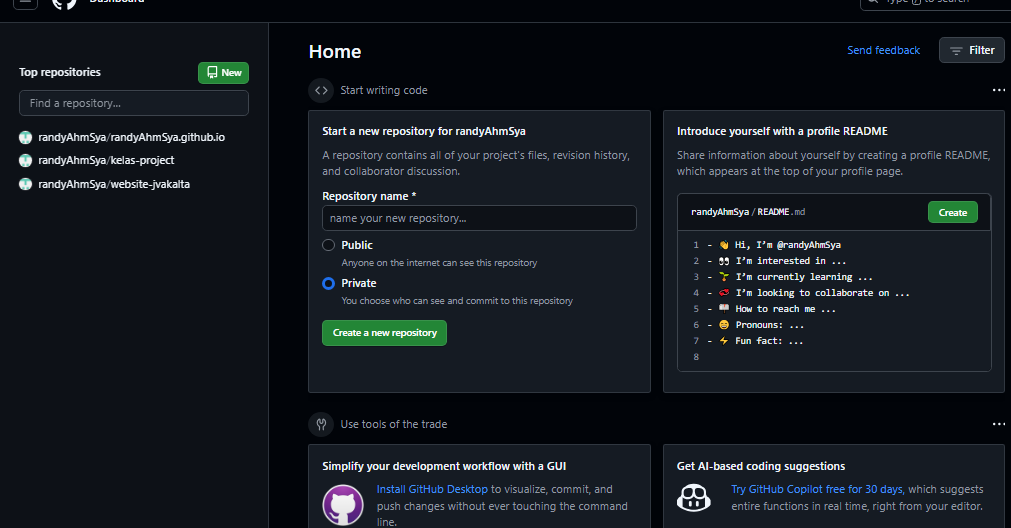 Dashboard
Type / to search
Home
Send feedback
Filter
Top repositories
New
Find a repository...
randyAhmSya/randyAhmSya.github.io
randyAhmSya/kelas-project
randyAhmSya/website-jvakalta
Start writing code
Start a new repository for randyAhmSya
A repository contains all of your project's files, revision history,
and collaborator discussion.
Repository name *
name your new repository...
Public
Anyone on the internet can see this repository
Private
You choose who can see and commit to this repository
Create a new repository
Introduce yourself with a profile README
Share information about yourself by creating a profile README,
which appears at the top of your profile page.
randyAhmSya/README.md
Create
1 - 👋 Hi, I'm @randyAhmSya
2 - 👀 I'm interested in ...
3 - 🌱 I'm currently learning ...
4 - 💞️ I'm looking to collaborate on ...
5 - 📫 How to reach me ...
6 - 😄 Pronouns: ...
7 - ⚡ Fun fact: ...
8
Use tools of the trade
Simplify your development workflow with a GUI
Install GitHub Desktop to visualize, commit, and
push changes without ever touching the command
line.
Get AI-based coding suggestions
Try GitHub Copilot free for 30 days, which suggests
entire functions in real time, right from your editor.